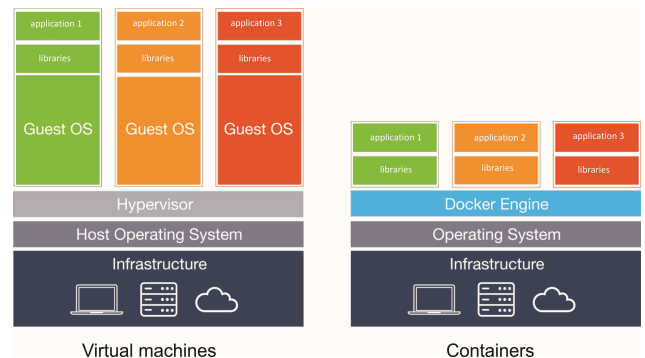 application 1
libraries
Guest OS
application 2
libraries
Guest OS
application 3
libraries
Guest OS
Hypervisor
Host Operating System
Infrastructure
Virtual machines
application 1
libraries
application 2
libraries
application 3
libraries
Docker Engine
Operating System
Infrastructure
Containers